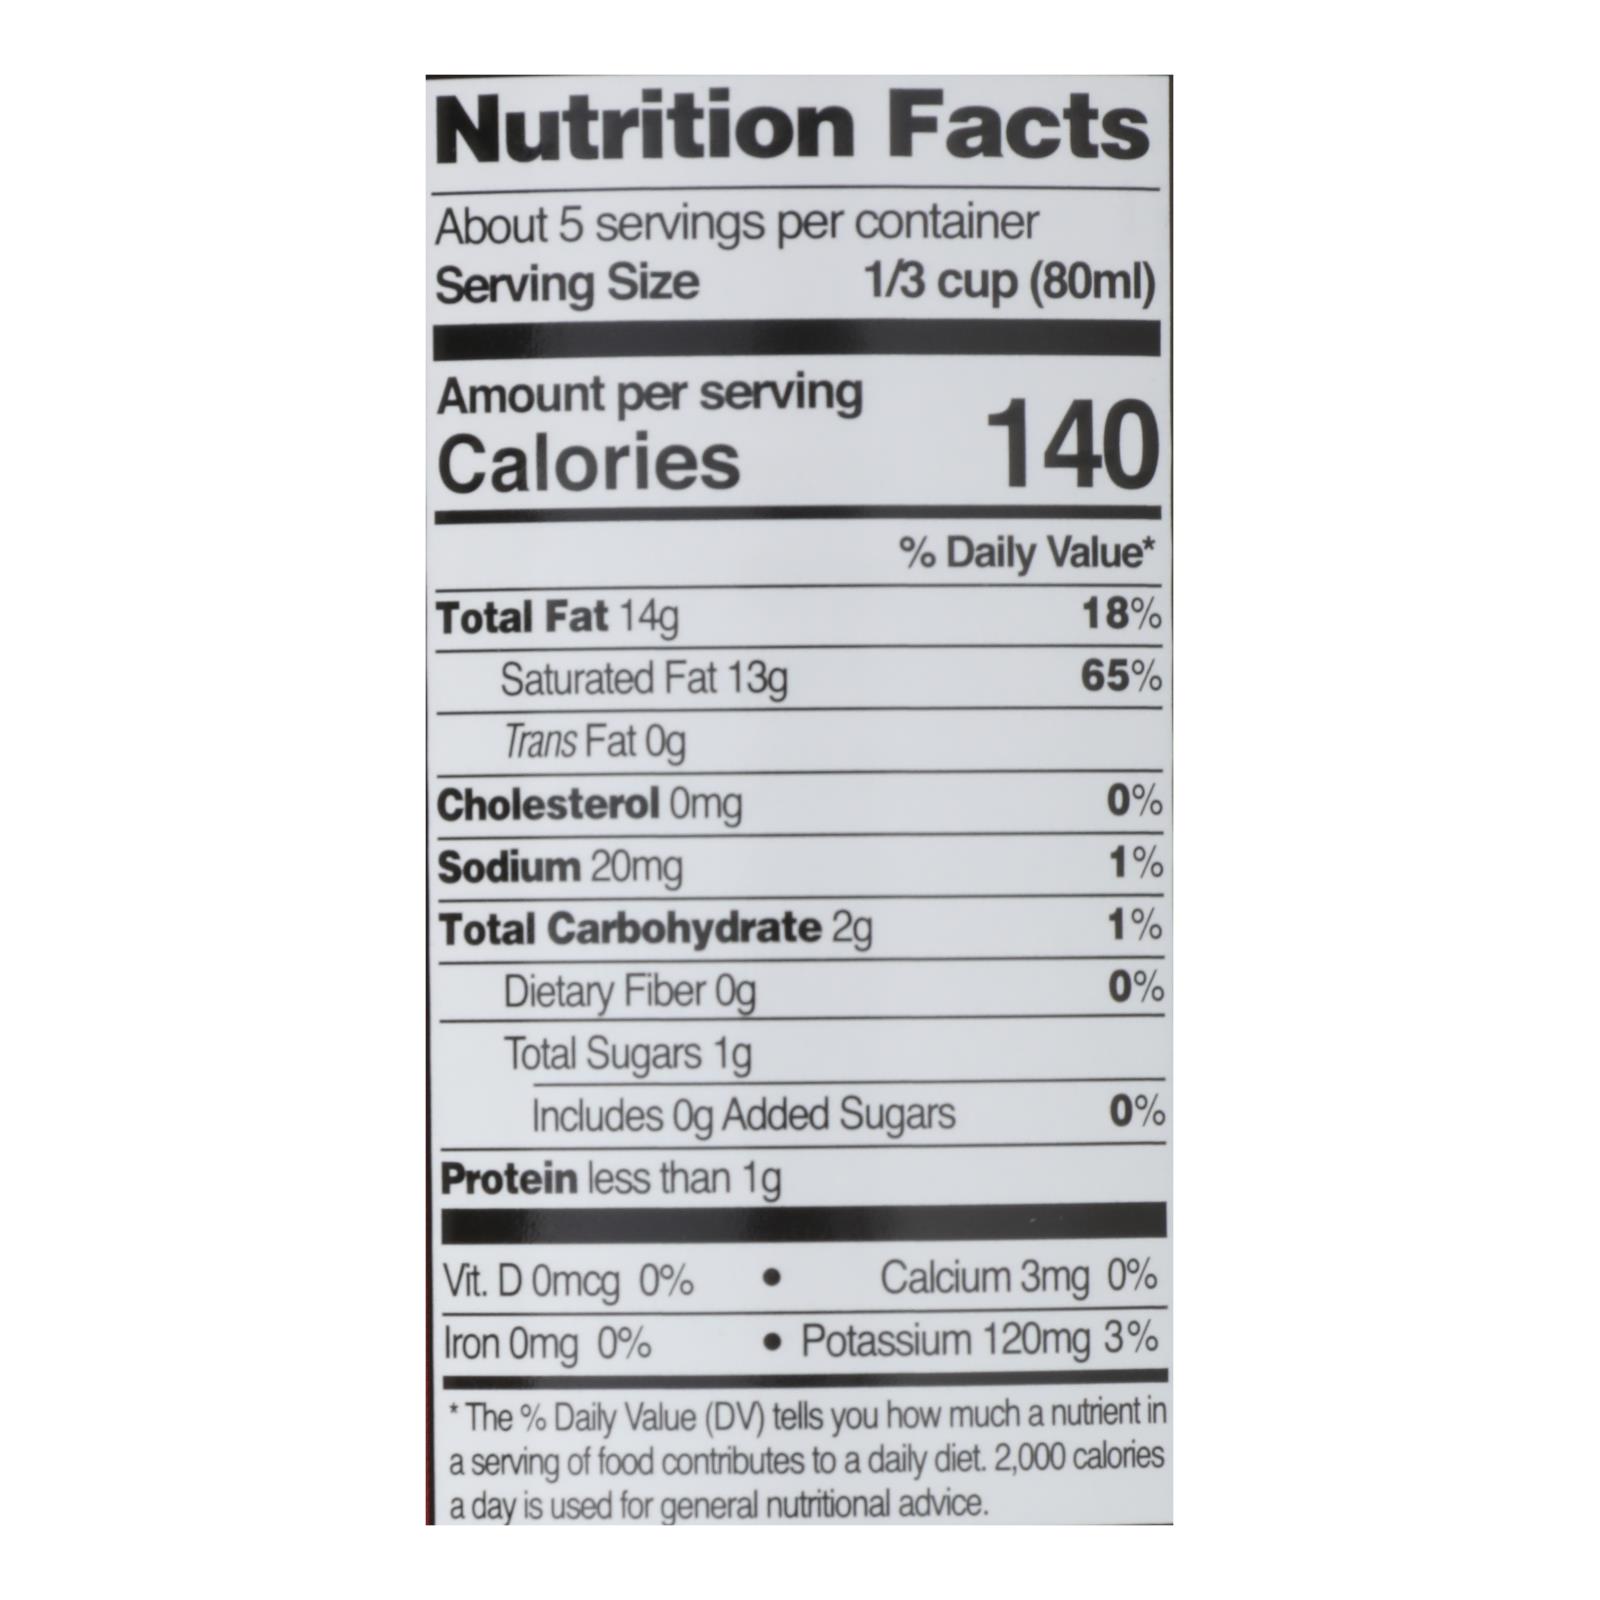 Nutrition Facts
About 5 servings per container
Serving Size 1/3 cup (80ml)
Amount per serving
Calories 140
% Daily Value*
Total Fat 14g 18%
Saturated Fat 13g 65%
Trans Fat 0g
Cholesterol 0mg 0%
Sodium 20mg 1%
Total Carbohydrate 2g 1%
Dietary Fiber 0g 0%
Total Sugars 1g
Includes 0g Added Sugars 0%
Protein less than 1g
Vit. D 0mcg 0% • Calcium 3mg 0%
Iron 0mg 0% • Potassium 120mg 3%
* The % Daily Value (DV) tells you how much a nutrient in
a serving of food contributes to a daily diet. 2,000 calories
a day is used for general nutritional advice.